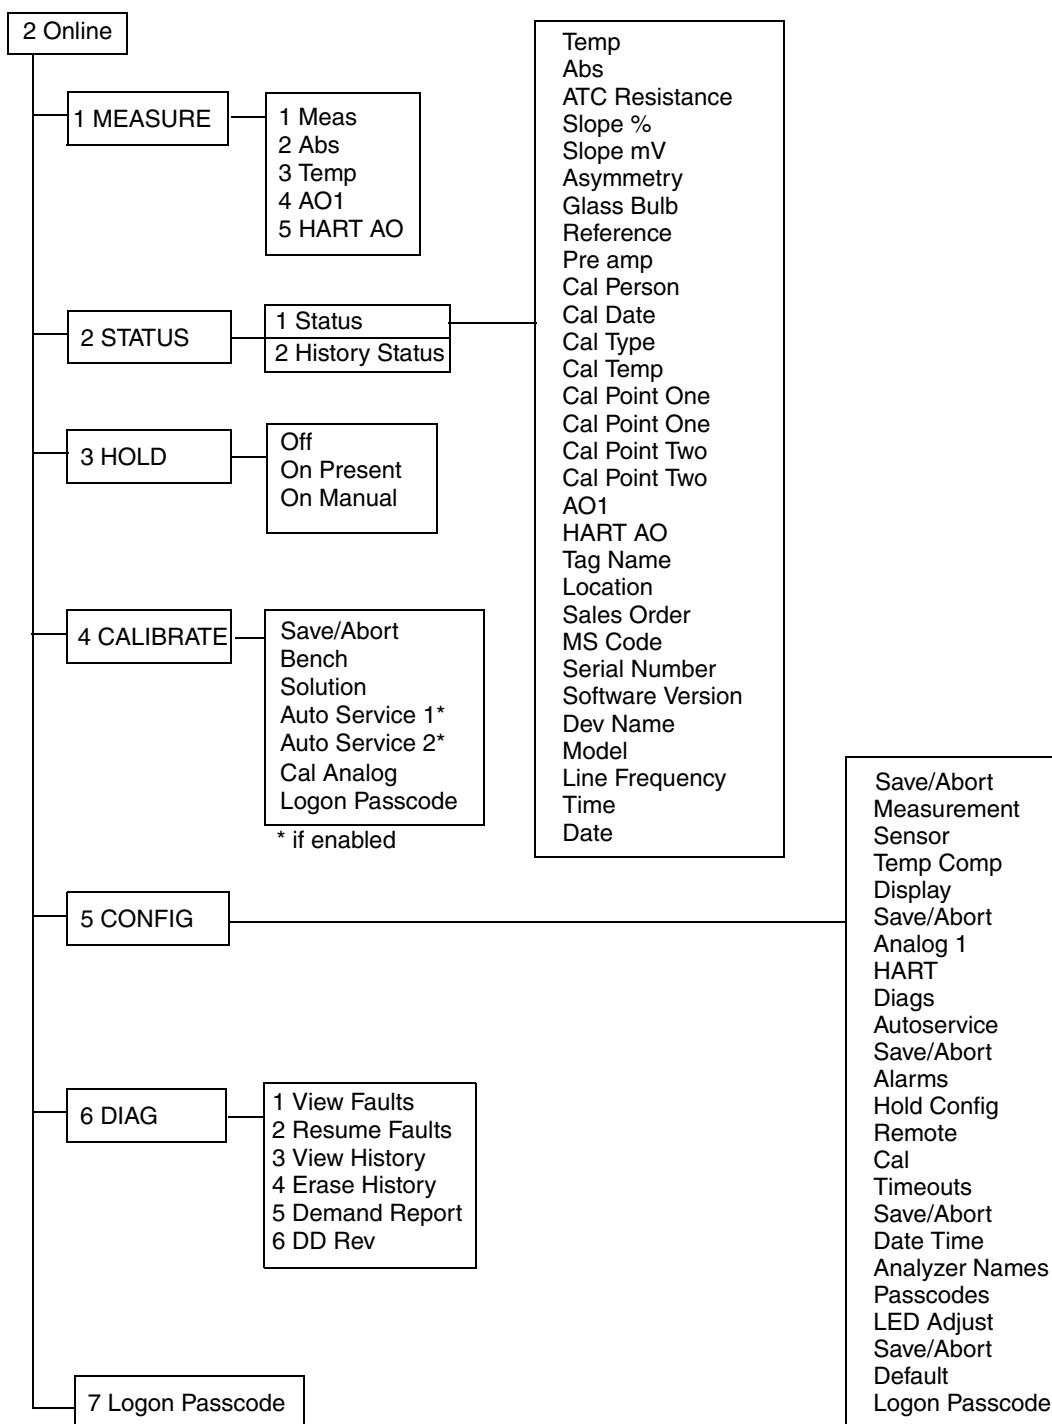 2 Online
1 MEASURE
1 Meas
2 Abs
3 Temp
4 AO1
5 HART AO
2 STATUS
1 Status
2 History Status
Temp
Abs
ATC Resistance
Slope %
Slope mV
Asymmetry
Glass Bulb
Reference
Pre amp
Cal Person
Cal Date
Cal Type
Cal Temp
Cal Point One
Cal Point One
Cal Point Two
Cal Point Two
AO1
HART AO
Tag Name
Location
Sales Order
MS Code
Serial Number
Software Version
Dev Name
Model
Line Frequency
Time
Date
3 HOLD
Off
On Present
On Manual
4 CALIBRATE
Save/Abort
Bench
Solution
Auto Service 1*
Auto Service 2*
Cal Analog
Logon Passcode
* if enabled
5 CONFIG
Save/Abort
Measurement
Sensor
Temp Comp
Display
Save/Abort
Analog 1
HART
Diags
Autoservice
Save/Abort
Alarms
Hold Config
Remote
Cal
Timeouts
Save/Abort
Date Time
Analyzer Names
Passcodes
LED Adjust
Save/Abort
Default
Logon Passcode
6 DIAG
1 View Faults
2 Resume Faults
3 View History
4 Erase History
5 Demand Report
6 DD Rev
7 Logon Passcode